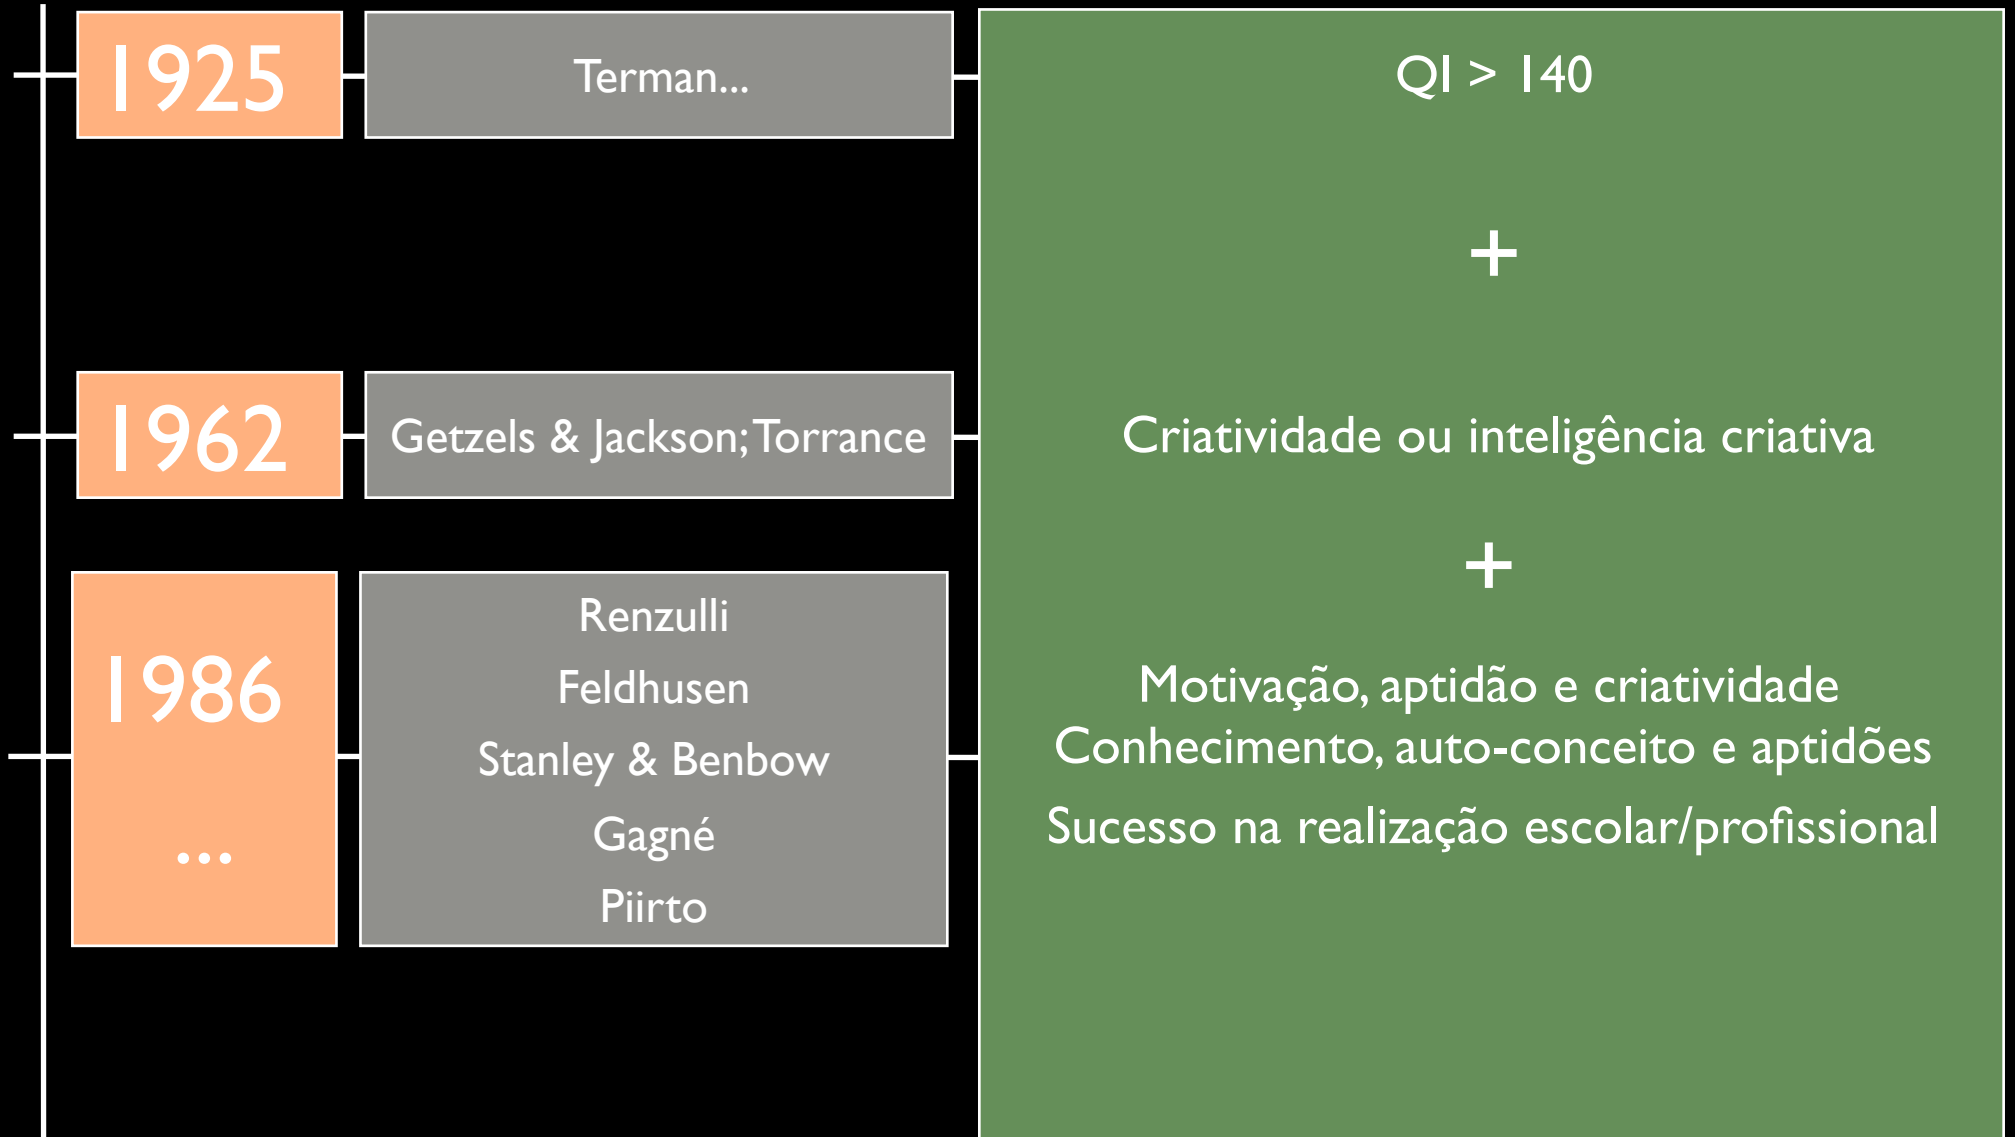 1925
Terman...
QI > 140
+
1962
Getzels & Jackson; Torrance
Criatividade ou inteligência criativa
+
1986
...
Renzulli
Feldhusen
Stanley & Benbow
Gagné
Piirto
Motivação, aptidão e criatividade
Conhecimento, auto-conceito e aptidões
Sucesso na realização escolar/profissional